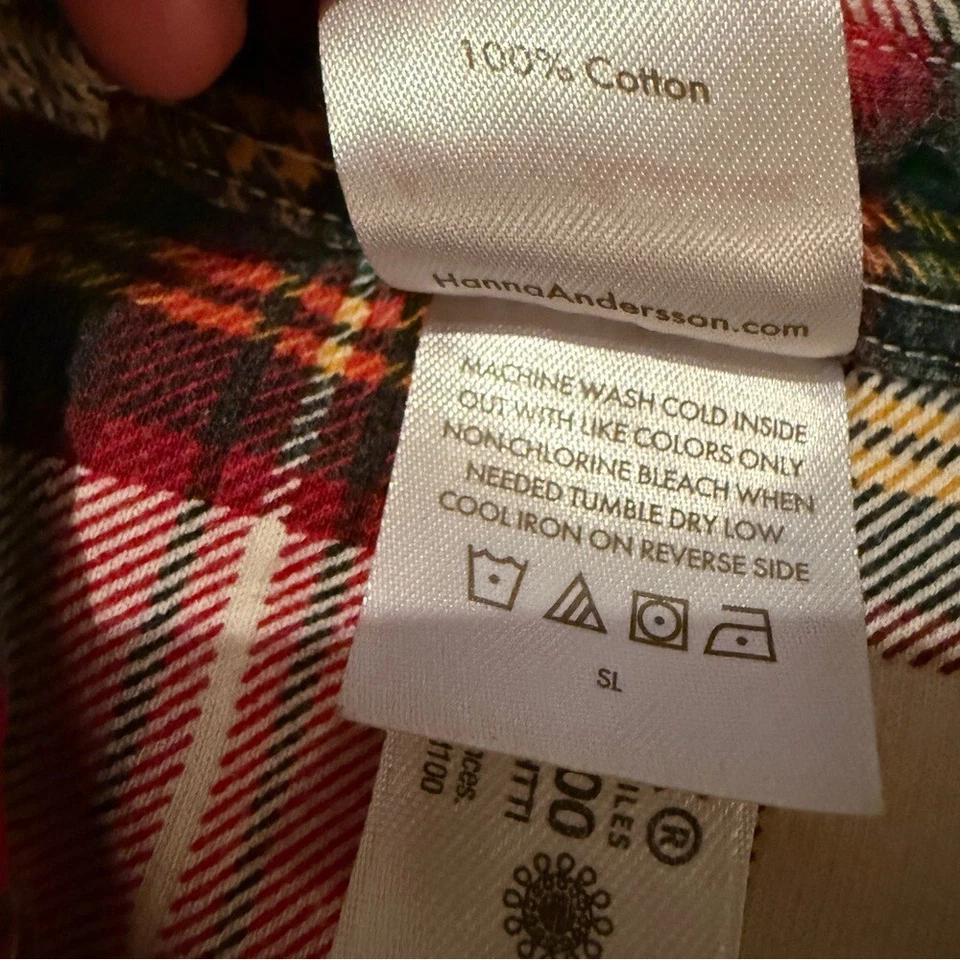 100% Cotton
HannaAndersson.com
MACHINE WASH COLD INSIDE
OUT WITH LIKE COLORS ONLY
NON-CHLORINE BLEACH WHEN
NEEDED TUMBLE DRY LOW
COOL IRON ON REVERSE SIDE
SL
®